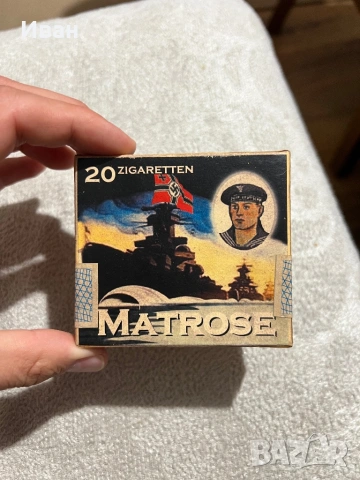 Иван
20 ZIGARETTEN
MATROSE
BAZAR